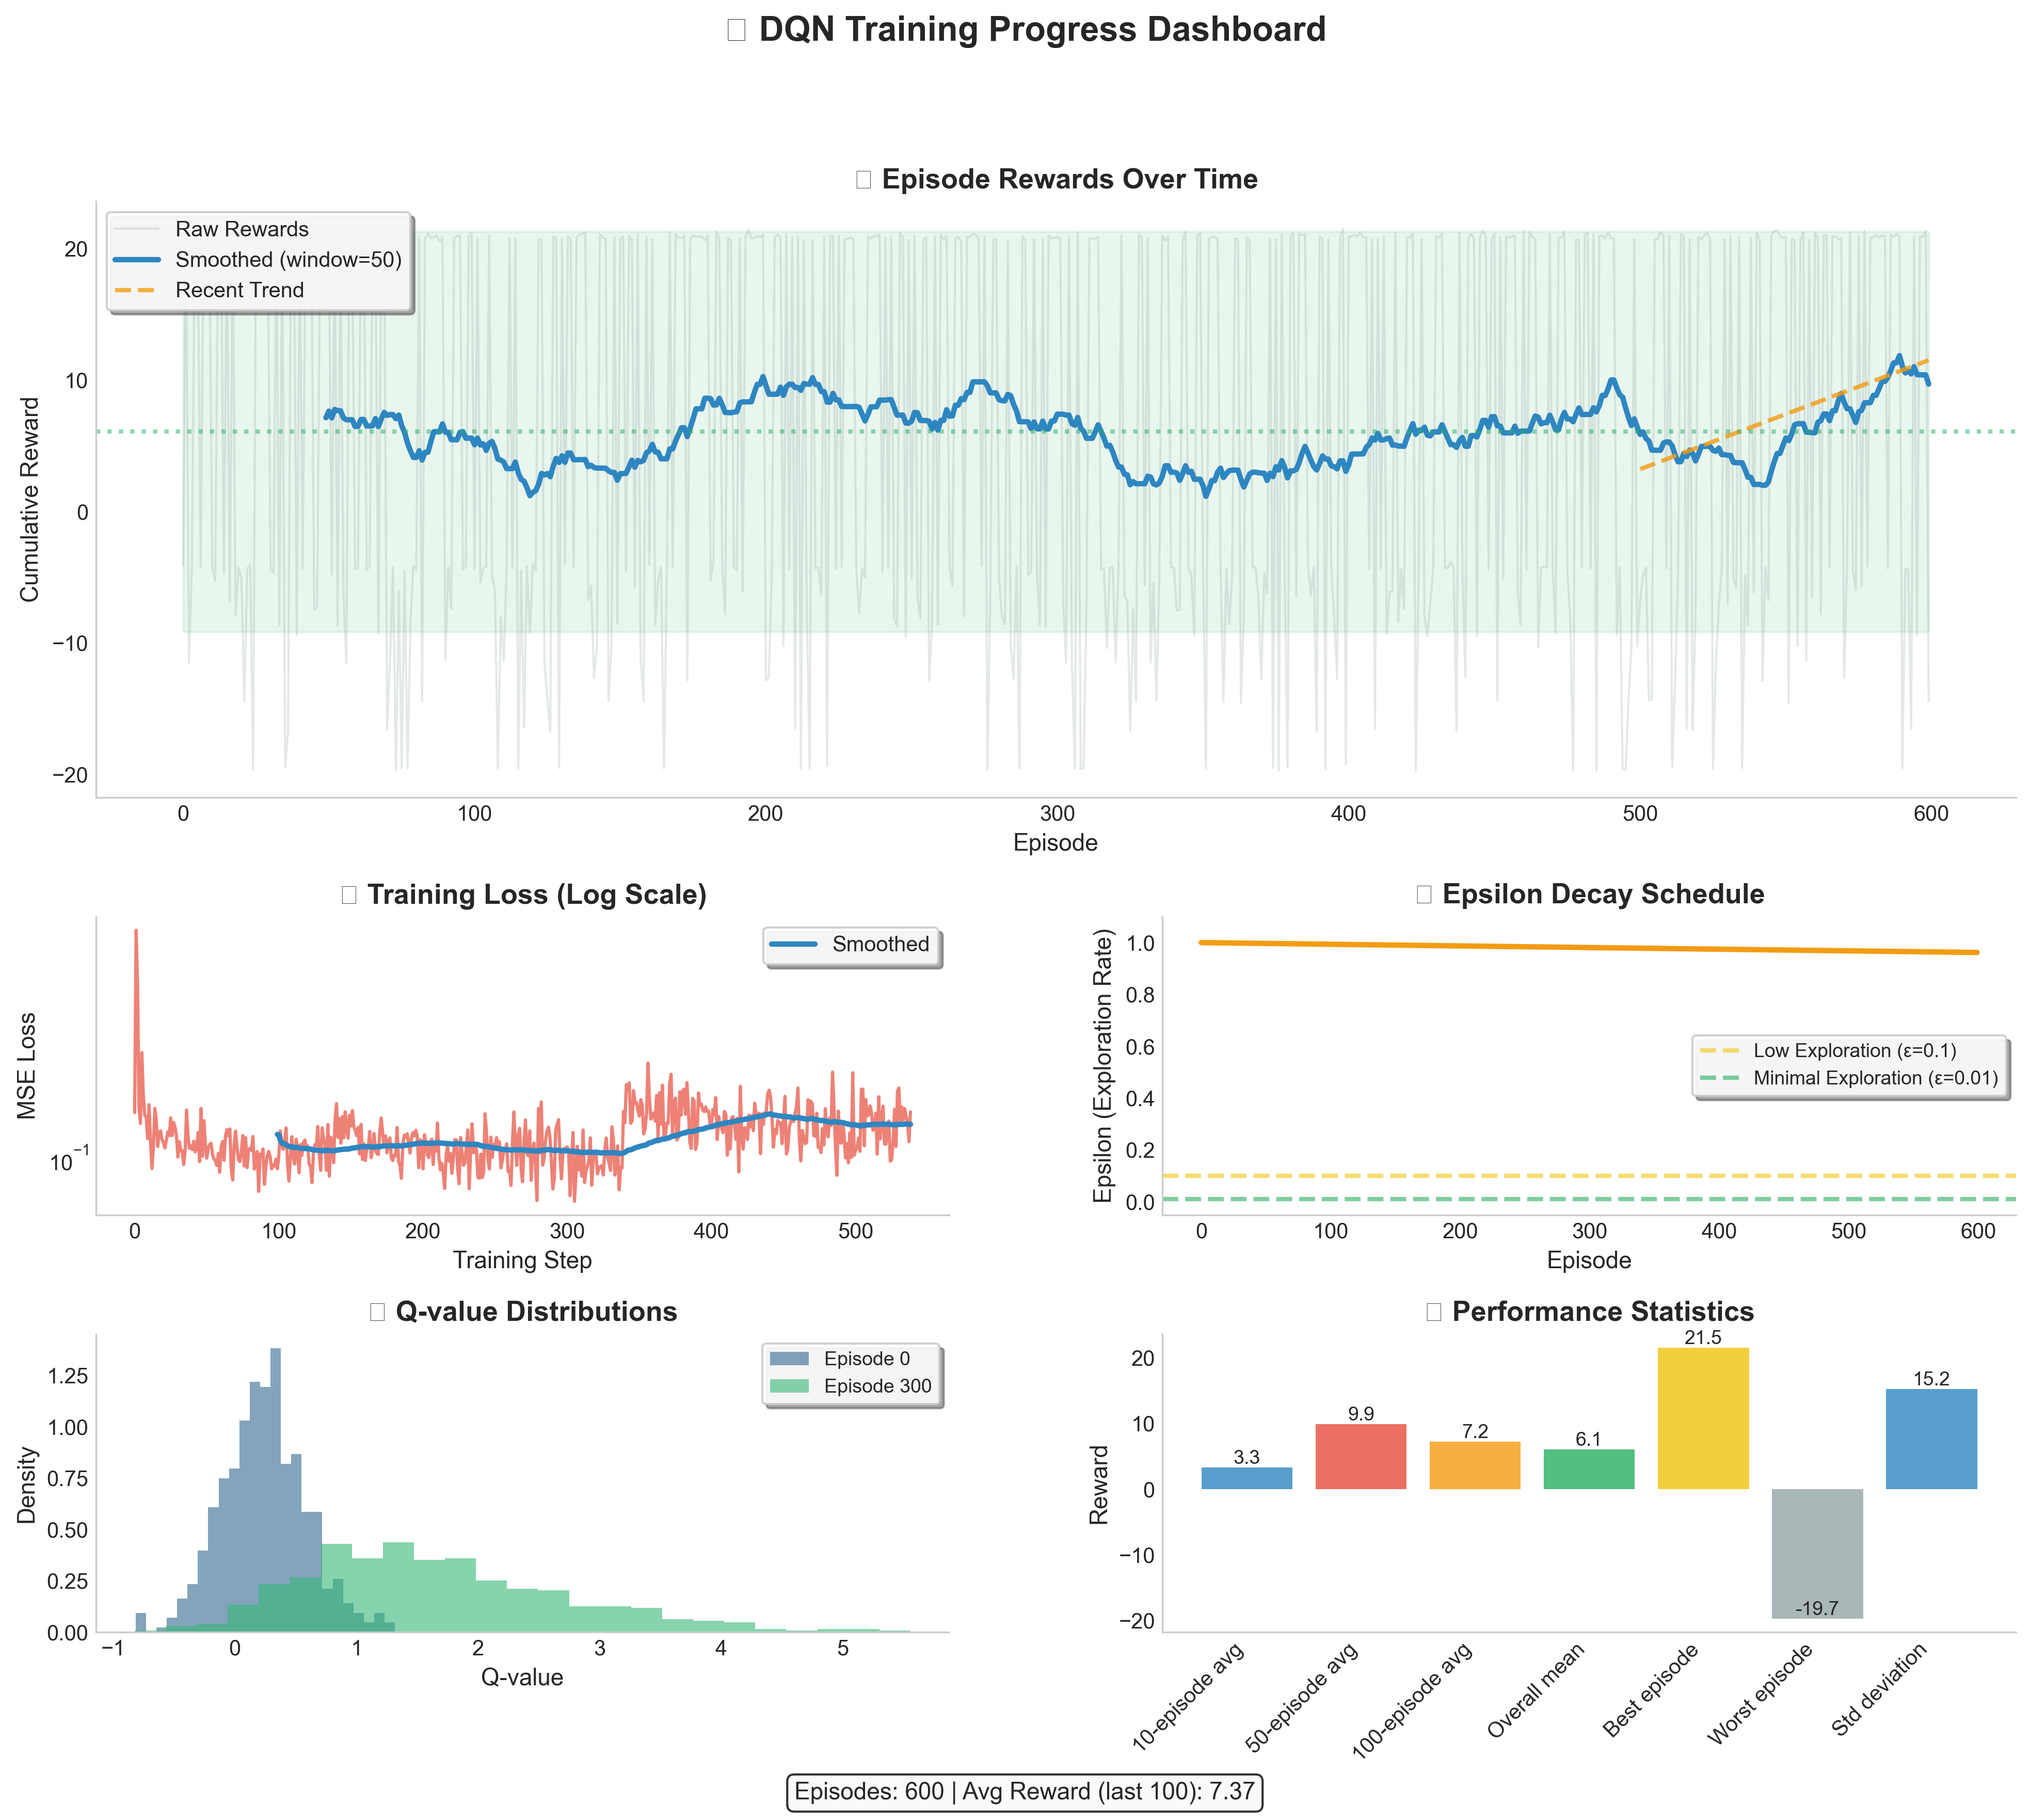 DQN Training Progress Dashboard
Episode Rewards Over Time
Raw Rewards
Smoothed (window=50)
Recent Trend
Cumulative Reward
20
10
0
−10
−20
0 100 200 300 400 500 600
Episode
Training Loss (Log Scale)
Smoothed
MSE Loss
10⁻¹
0 100 200 300 400 500
Training Step
Epsilon Decay Schedule
Epsilon (Exploration Rate)
1.0
0.8
0.6
0.4
0.2
0.0
Low Exploration (ε=0.1)
Minimal Exploration (ε=0.01)
0 100 200 300 400 500 600
Episode
Q-value Distributions
Episode 0
Episode 300
Density
1.25
1.00
0.75
0.50
0.25
0.00
−1 0 1 2 3 4 5
Q-value
Performance Statistics
Reward
20
10
0
−10
−20
3.3
9.9
7.2
6.1
21.5
-19.7
15.2
10-episode avg
50-episode avg
100-episode avg
Overall mean
Best episode
Worst episode
Std deviation
Episodes: 600 | Avg Reward (last 100): 7.37